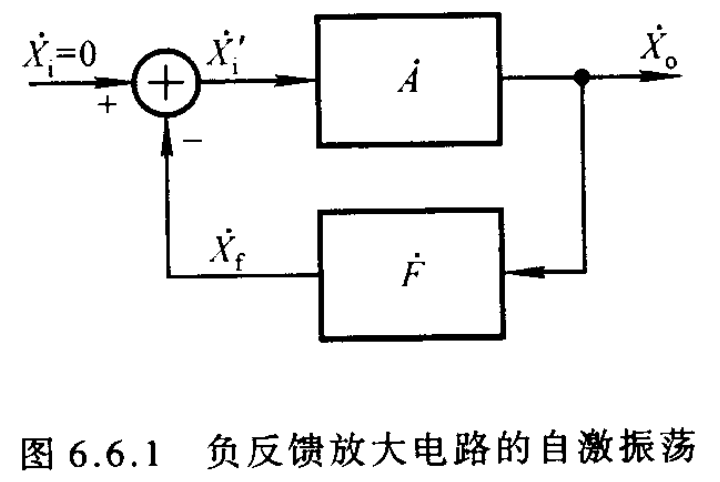 Ẋi=0
Ẋi′
Ȧ
Ẋo
+
+
−
Ẋf
Ḟ
图 6.6.1 负反馈放大电路的自激振荡